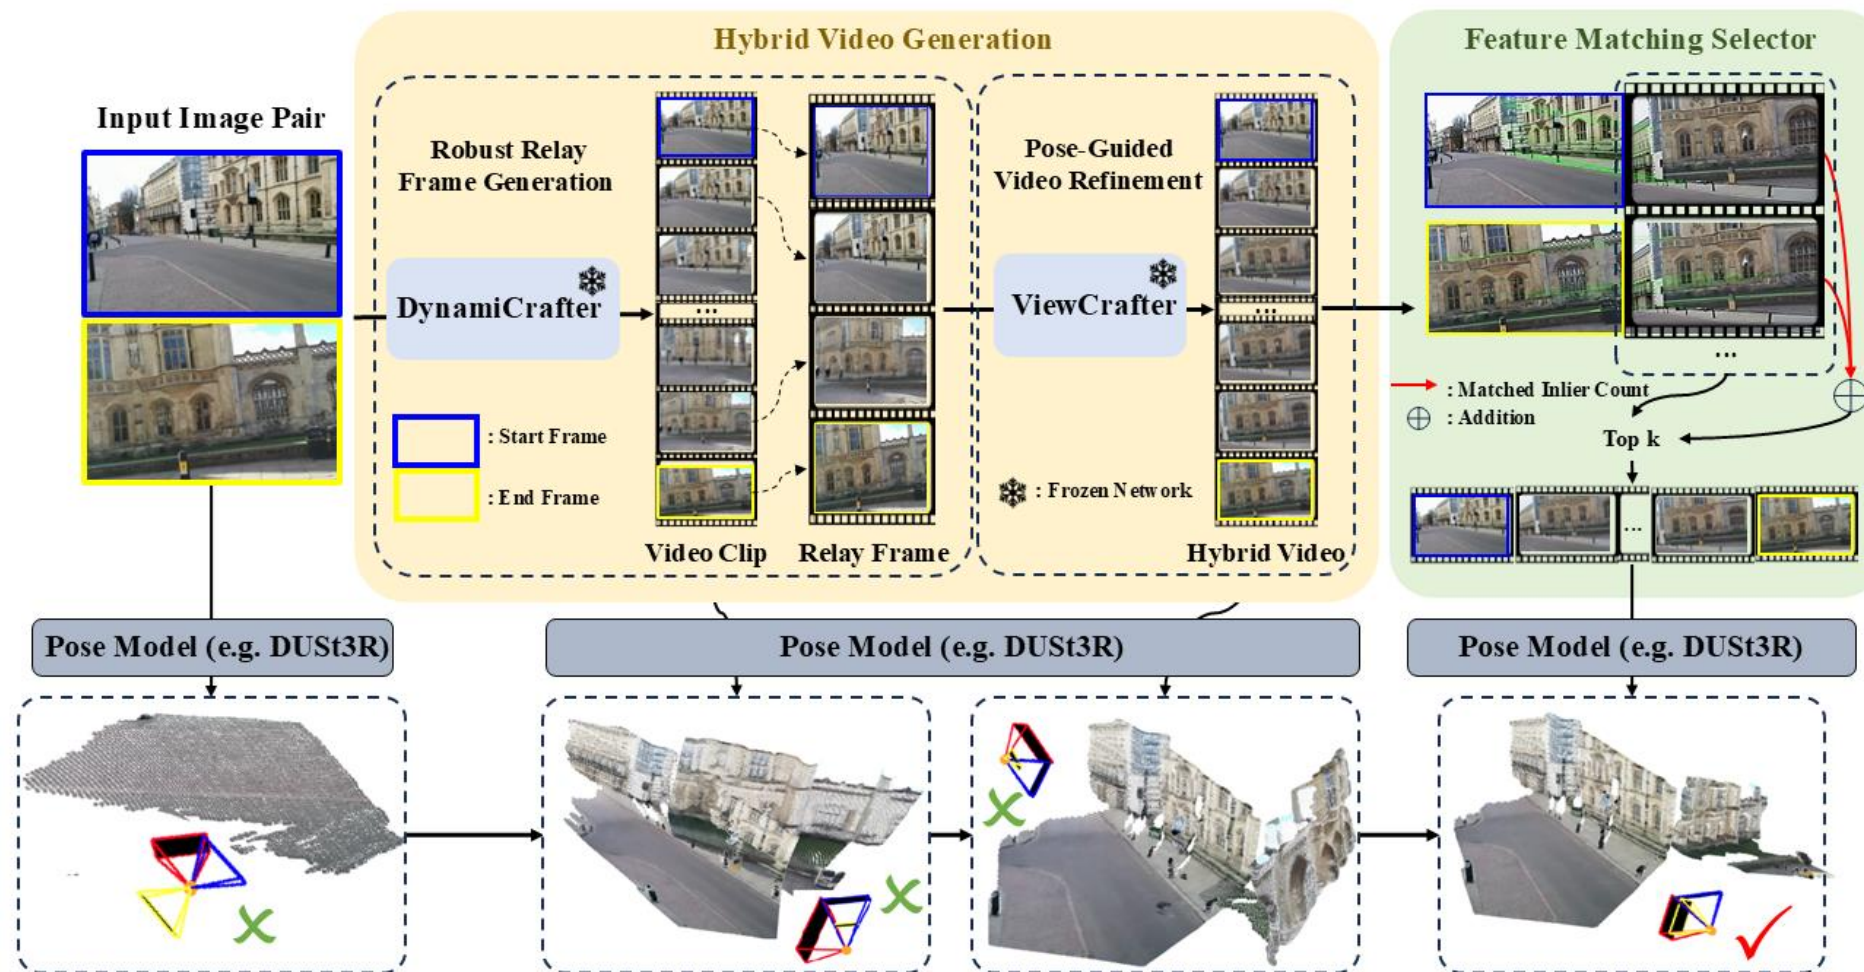 Hybrid Video Generation
Feature Matching Selector
Input Image Pair
Robust Relay
Frame Generation
Pose-Guided
Video Refinement
DynamiCrafter
ViewCrafter
...
...
...
: Start Frame
: End Frame
: Frozen Network
Video Clip
Relay Frame
Hybrid Video
: Matched Inlier Count
: Addition
Top k
...
Pose Model (e.g. DUSt3R)
Pose Model (e.g. DUSt3R)
Pose Model (e.g. DUSt3R)